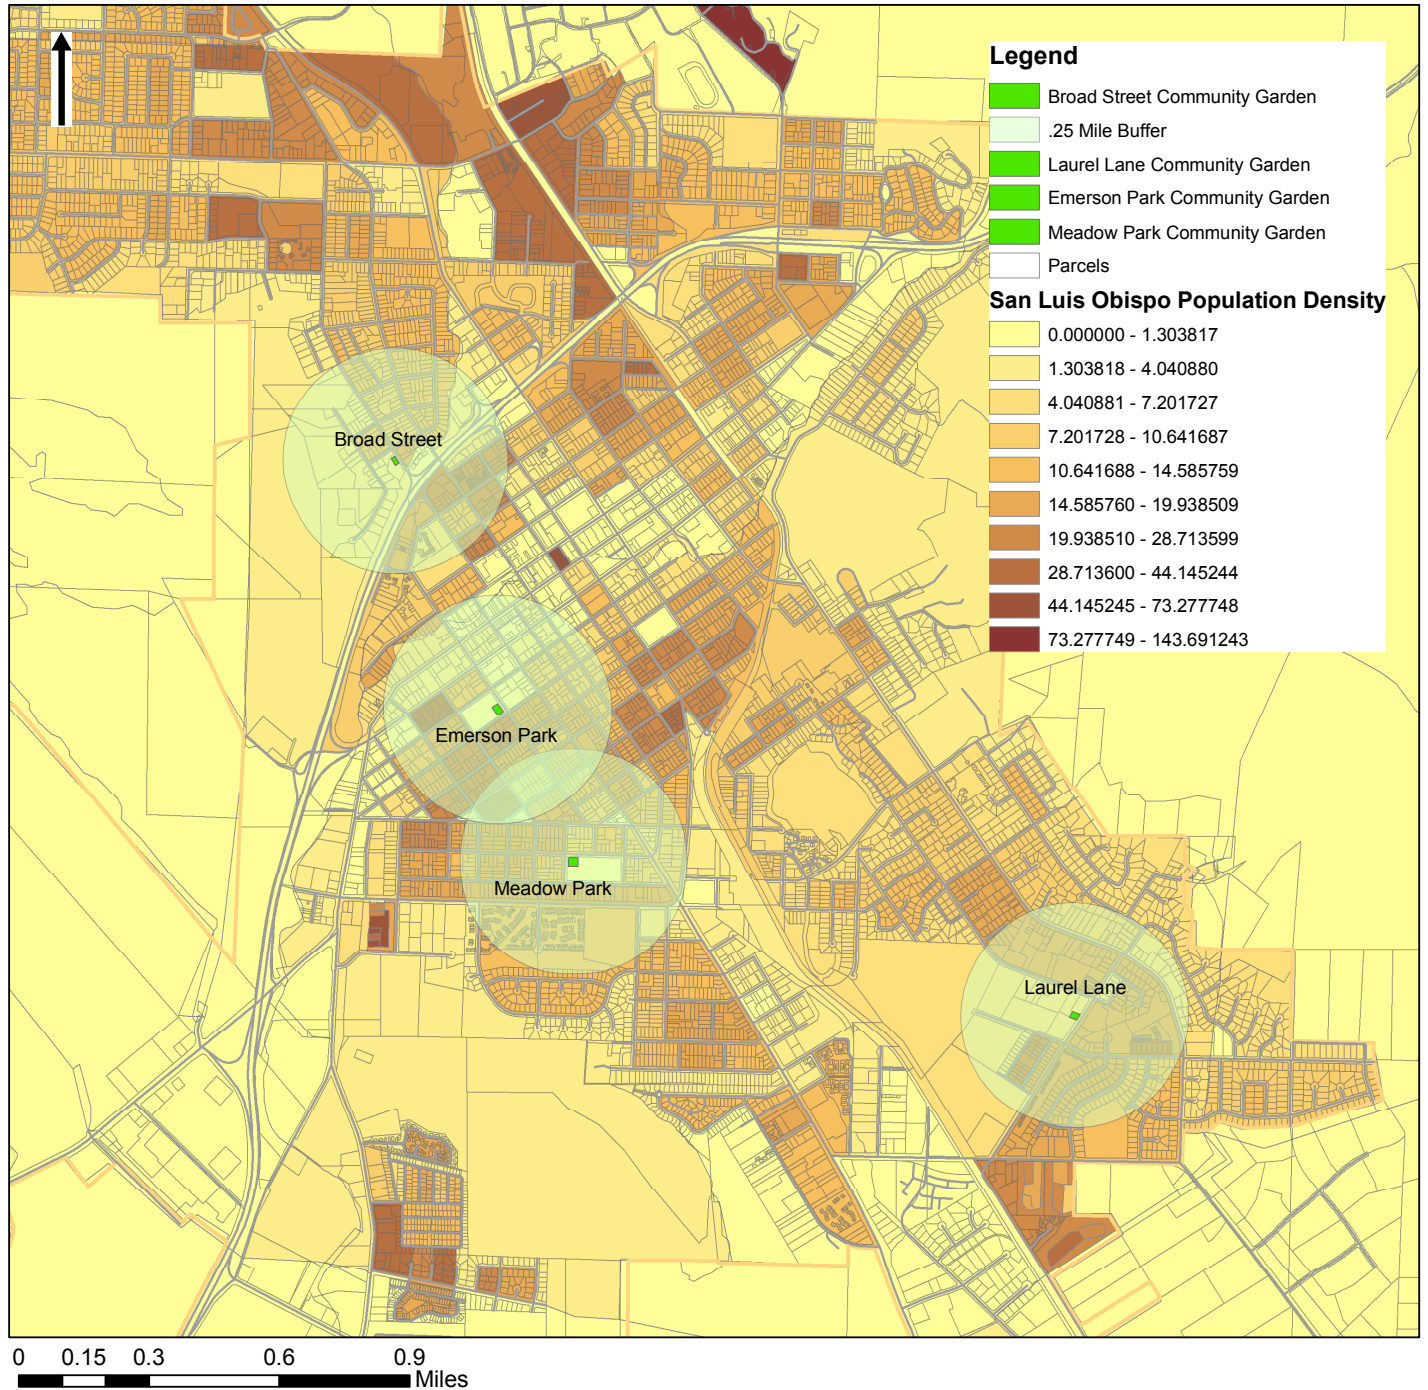 Legend
Broad Street Community Garden
.25 Mile Buffer
Laurel Lane Community Garden
Emerson Park Community Garden
Meadow Park Community Garden
Parcels
San Luis Obispo Population Density
0.000000 - 1.303817
1.303818 - 4.040880
4.040881 - 7.201727
7.201728 - 10.641687
10.641688 - 14.585759
14.585760 - 19.938509
19.938510 - 28.713599
28.713600 - 44.145244
44.145245 - 73.277748
73.277749 - 143.691243
Broad Street
Emerson Park
Meadow Park
Laurel Lane
0 0.15 0.3 0.6 0.9
Miles